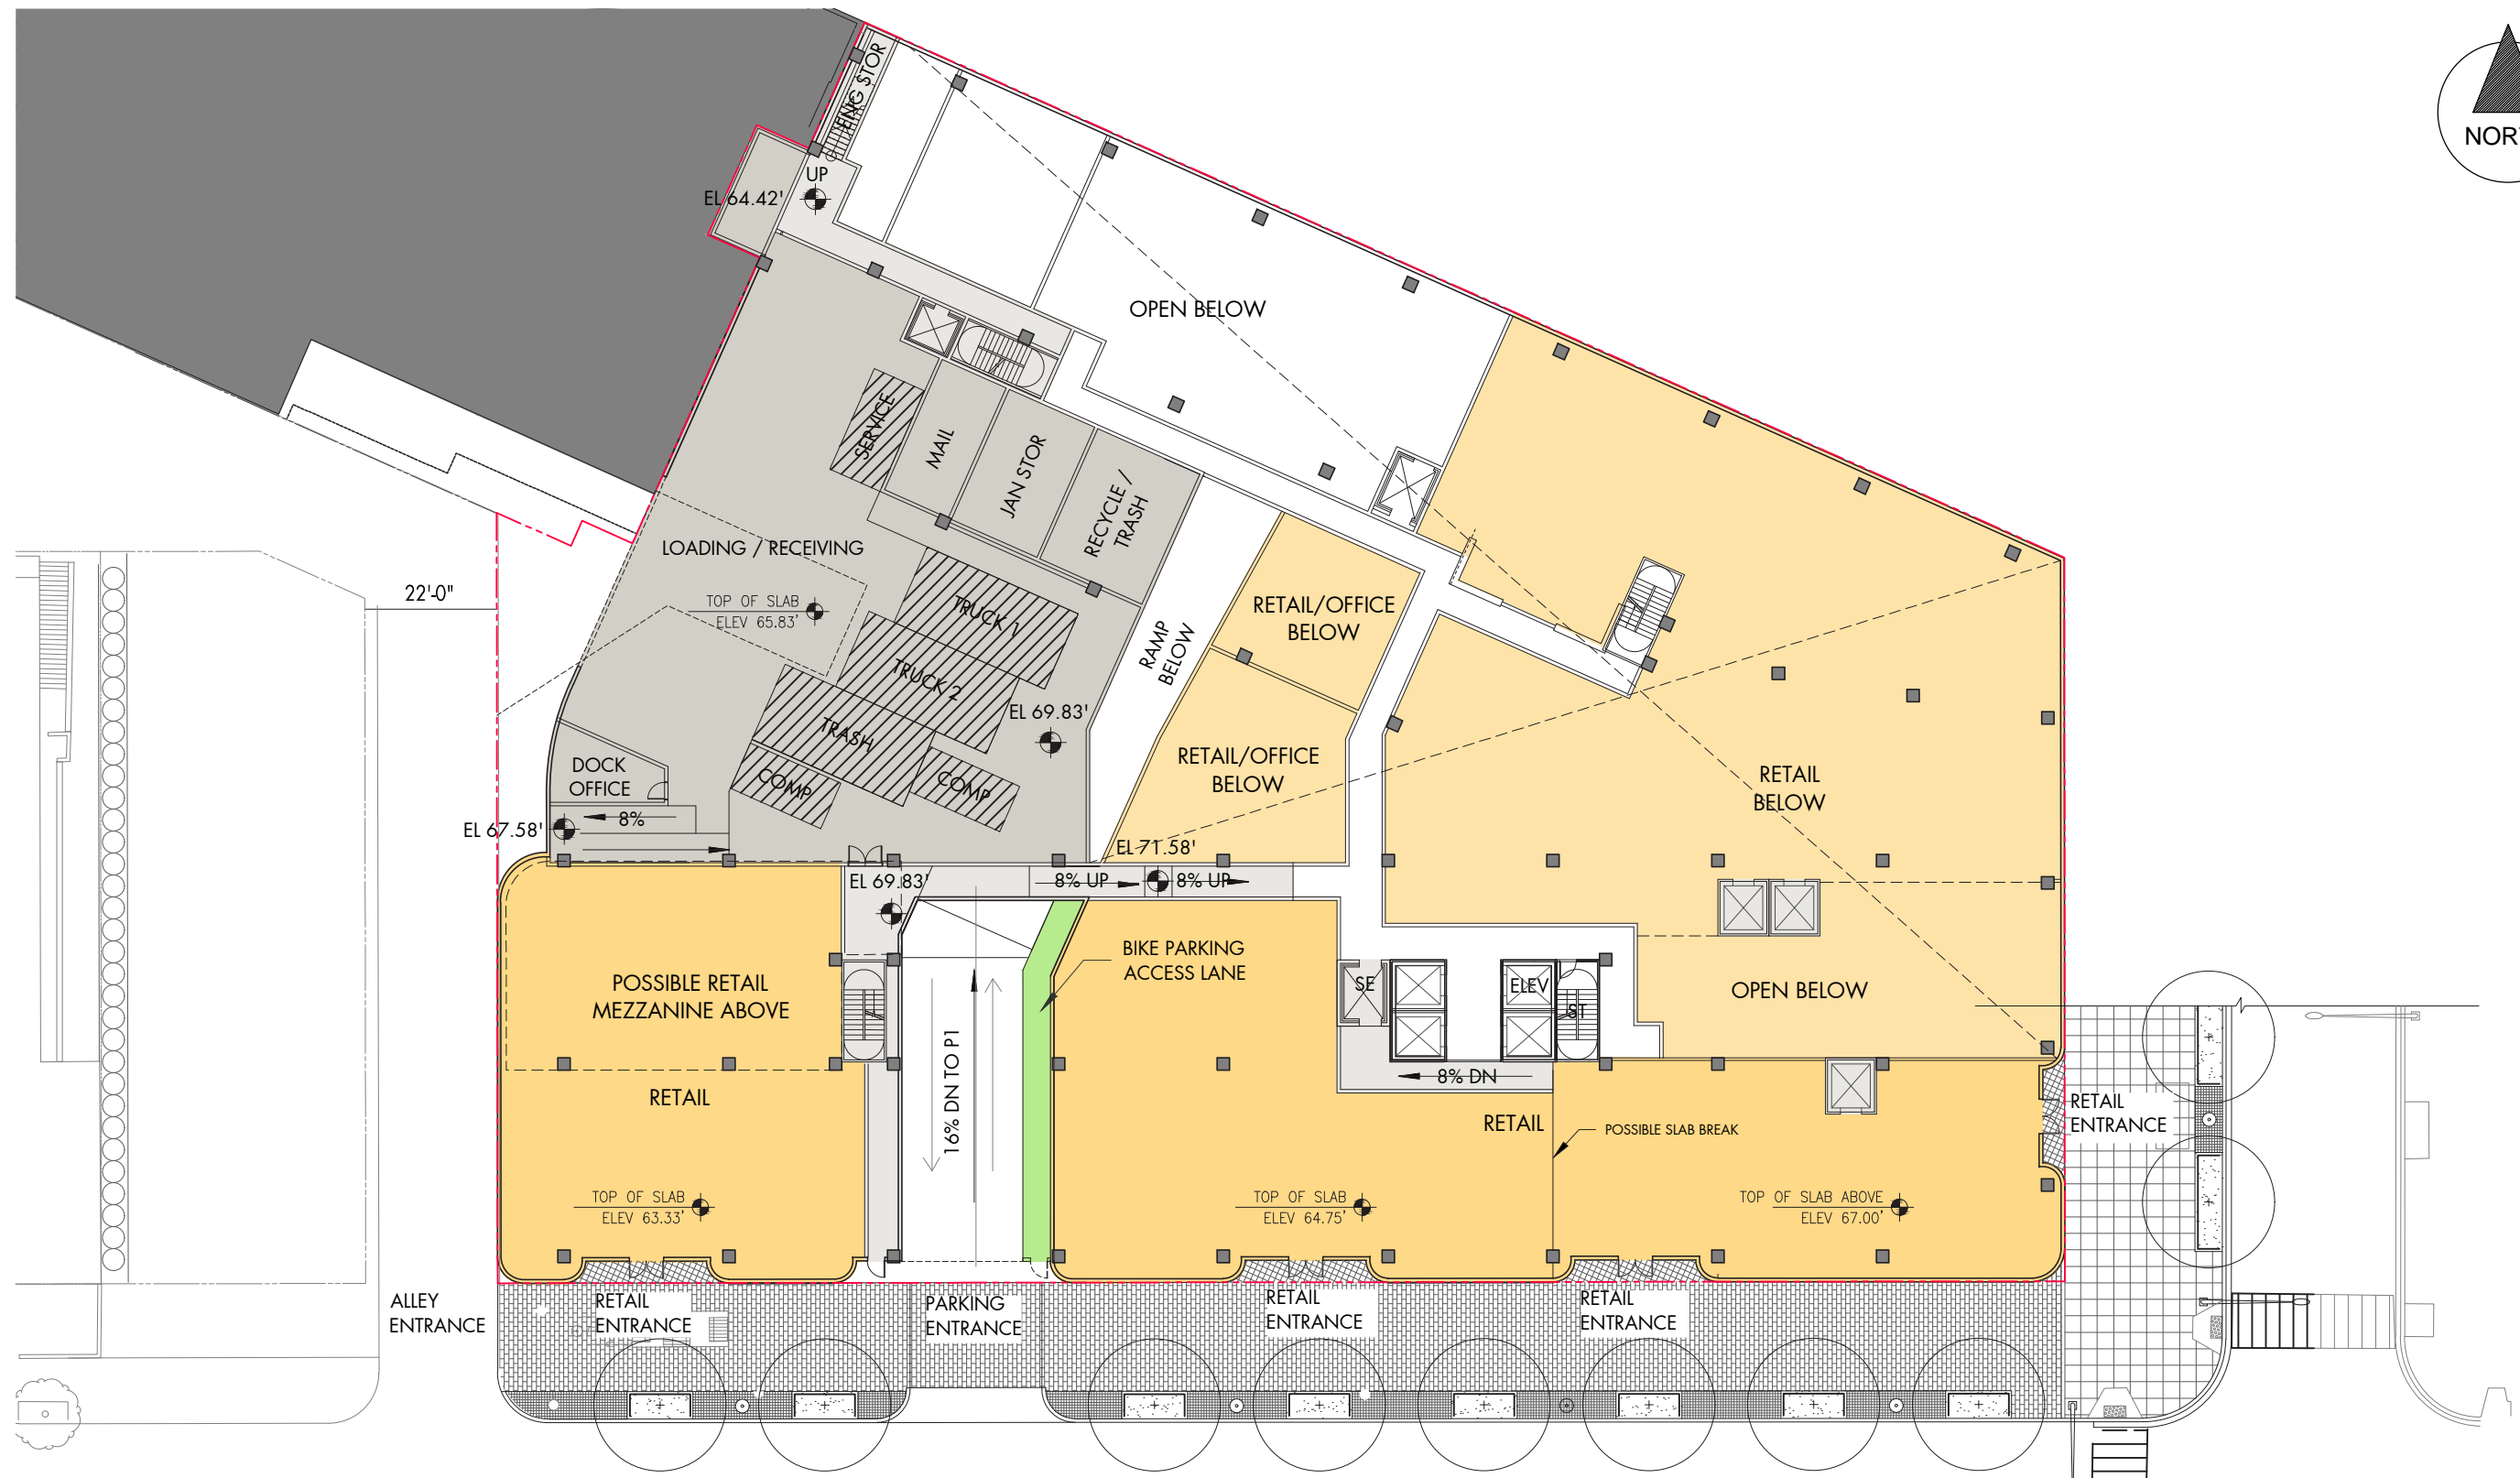 ENG STOR
NOR
UP
EL 64.42'
OPEN BELOW
SERVICE
MAIL
JAN STOR
RECYCLE /
TRASH
LOADING / RECEIVING
22'-0"
TOP OF SLAB
ELEV 65.83'
TRUCK 1
RETAIL/OFFICE
BELOW
RAMP
BELOW
TRUCK 2
EL 69.83'
TRASH
RETAIL/OFFICE
BELOW
DOCK
OFFICE
COMP
COMP
RETAIL
BELOW
8%
EL 67.58'
EL 71.58'
EL 69.83'
8% UP
8% UP
BIKE PARKING
ACCESS LANE
POSSIBLE RETAIL
MEZZANINE ABOVE
SE
ELEV
ST
OPEN BELOW
16% DN TO P1
8% DN
RETAIL
RETAIL
POSSIBLE SLAB BREAK
RETAIL
ENTRANCE
TOP OF SLAB
ELEV 63.33'
TOP OF SLAB
ELEV 64.75'
TOP OF SLAB ABOVE
ELEV 67.00'
ALLEY
ENTRANCE
RETAIL
ENTRANCE
PARKING
ENTRANCE
RETAIL
ENTRANCE
RETAIL
ENTRANCE